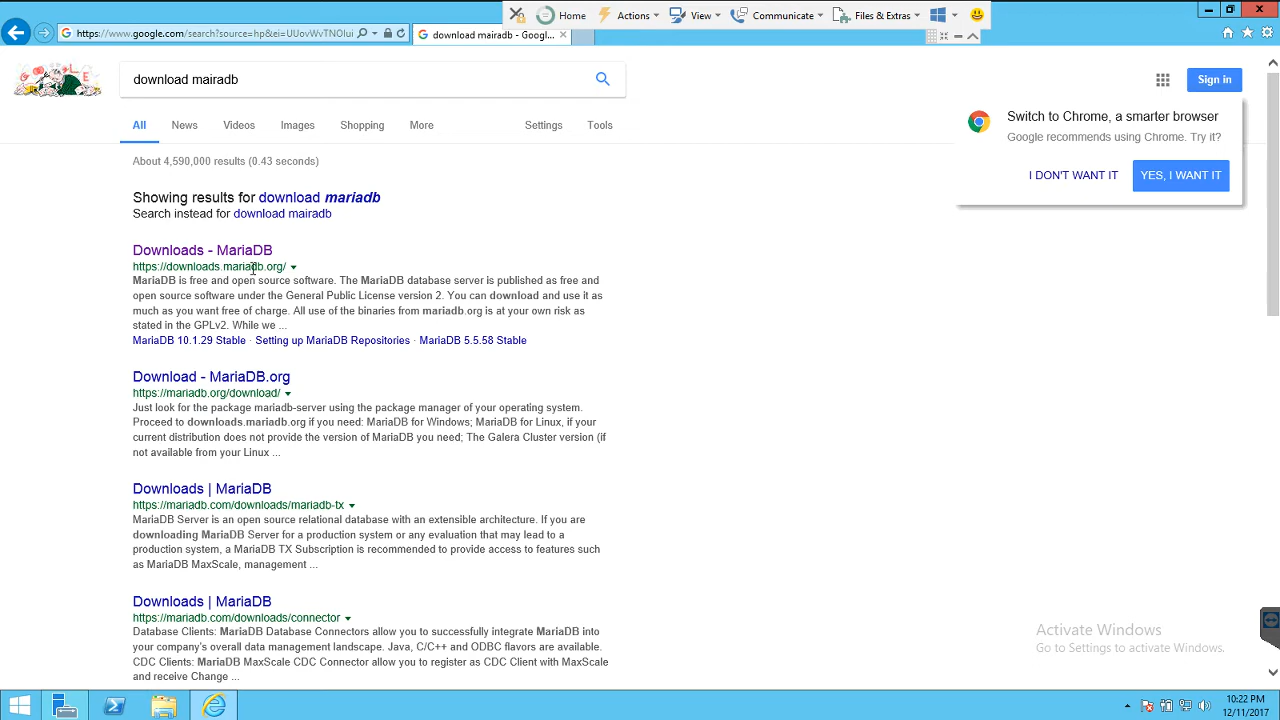 Home Actions View Communicate Files & Extras
https://www.google.com/search?source=hp&ei=UUovWvTNOIui
download mairadb - Googl...
download mairadb
Sign in
All News Videos Images Shopping More Settings Tools
Switch to Chrome, a smarter browser
Google recommends using Chrome. Try it?
I DON'T WANT IT YES, I WANT IT
About 4,590,000 results (0.43 seconds)
Showing results for download mariadb
Search instead for download mairadb
Downloads - MariaDB
https://downloads.mariadb.org/
MariaDB is free and open source software. The MariaDB database server is published as free and
open source software under the General Public License version 2. You can download and use it as
much as you want free of charge. All use of the binaries from mariadb.org is at your own risk as
stated in the GPLv2. While we ...
MariaDB 10.1.29 Stable · Setting up MariaDB Repositories · MariaDB 5.5.58 Stable
Download - MariaDB.org
https://mariadb.org/download/
Just look for the package mariadb-server using the package manager of your operating system.
Proceed to downloads.mariadb.org if you need: MariaDB for Windows; MariaDB for Linux, if your
current distribution does not provide the version of MariaDB you need; The Galera Cluster version (if
not available from your Linux ...
Downloads | MariaDB
https://mariadb.com/downloads/mariadb-tx
MariaDB Server is an open source relational database with an extensible architecture. If you are
downloading MariaDB Server for a production system or any evaluation that may lead to a
production system, a MariaDB TX Subscription is recommended to provide access to features such
as MariaDB MaxScale, management ...
Downloads | MariaDB
https://mariadb.com/downloads/connector
Database Clients: MariaDB Database Connectors allow you to successfully integrate MariaDB into
your company's overall data management landscape. Java, C/C++ and ODBC flavors are available.
CDC Clients: MariaDB MaxScale CDC Connector allow you to register as CDC Client with MaxScale
and receive Change ...
Activate Windows
Go to Settings to activate Windows.
10:22 PM
12/11/2017